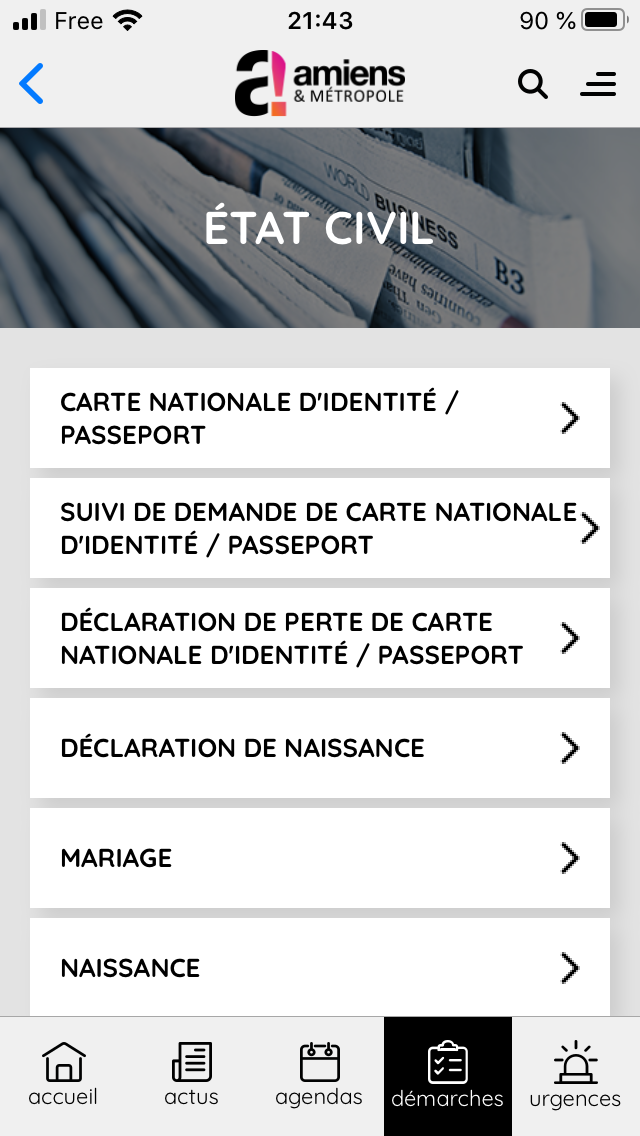 Free 21:43 90 %
a! amiens
& MÉTROPOLE
WORLD BUSINESS
B3
countries have
ÉTAT CIVIL
CARTE NATIONALE D'IDENTITÉ /
PASSEPORT
SUIVI DE DEMANDE DE CARTE NATIONALE
D'IDENTITÉ / PASSEPORT
DÉCLARATION DE PERTE DE CARTE
NATIONALE D'IDENTITÉ / PASSEPORT
DÉCLARATION DE NAISSANCE
MARIAGE
NAISSANCE
accueil actus agendas démarches urgences